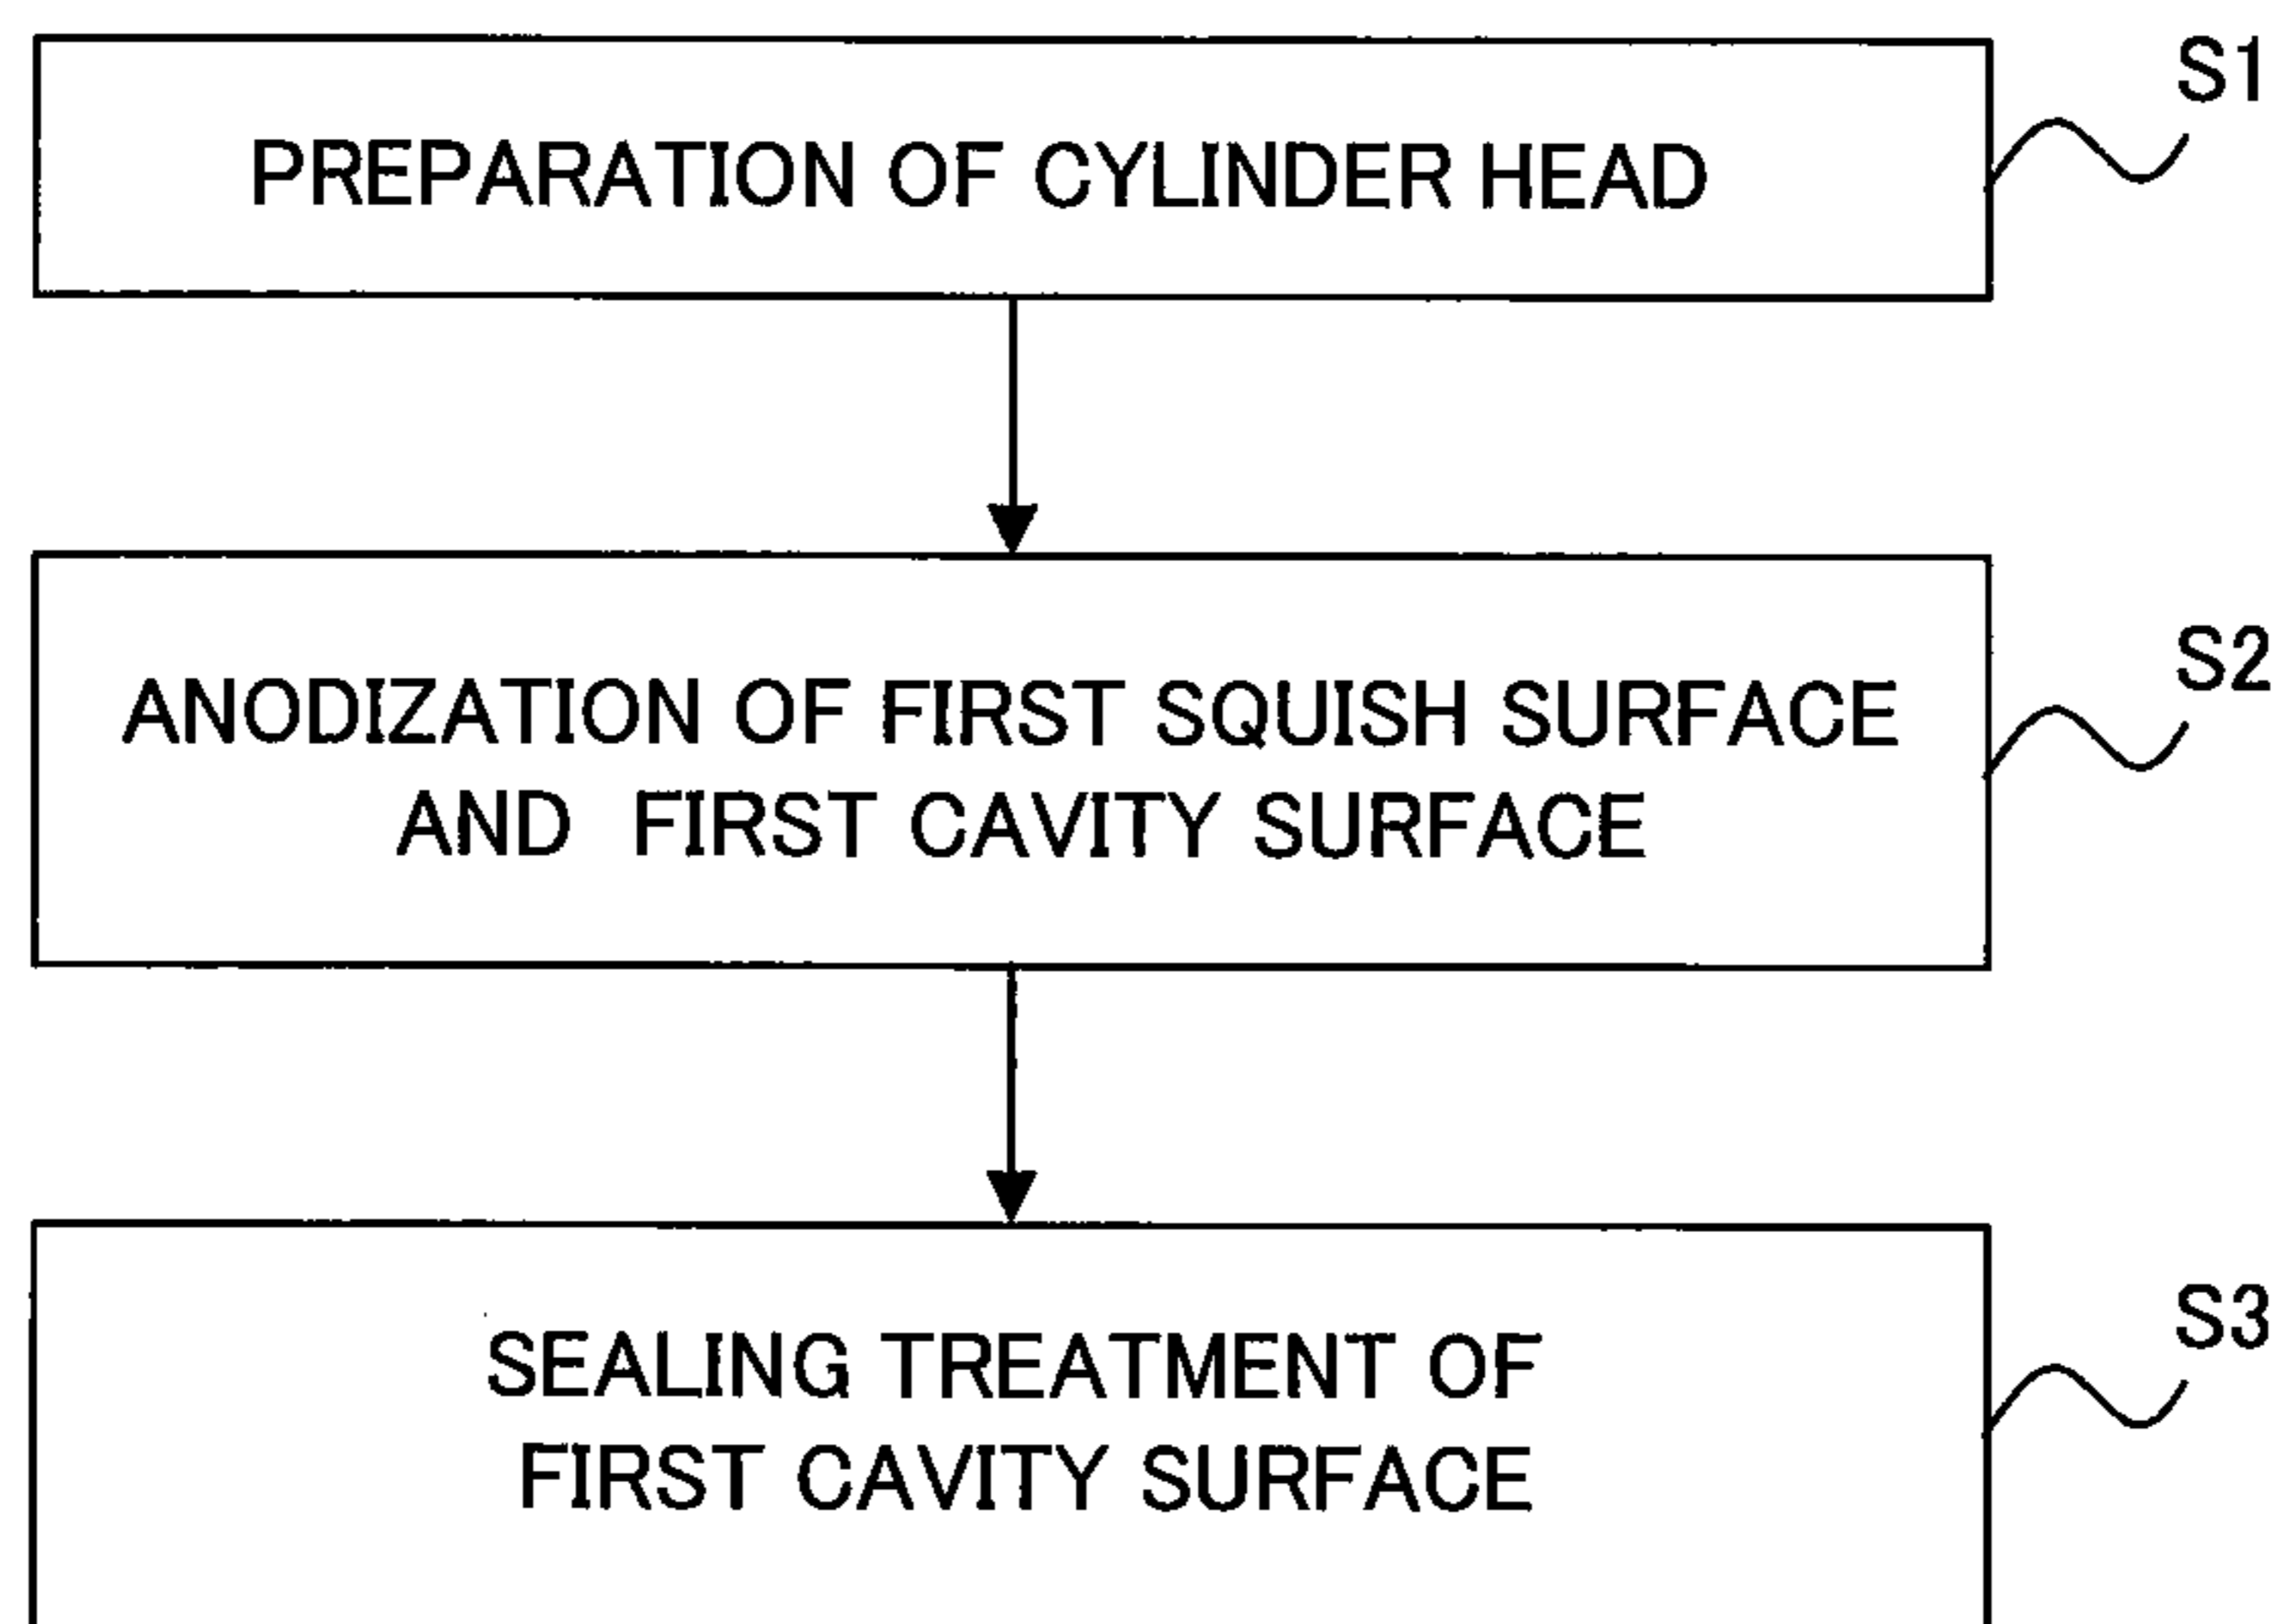 S1
PREPARATION OF CYLINDER HEAD
S2
ANODIZATION OF FIRST SQUISH SURFACE
AND FIRST CAVITY SURFACE
S3
SEALING TREATMENT OF
FIRST CAVITY SURFACE